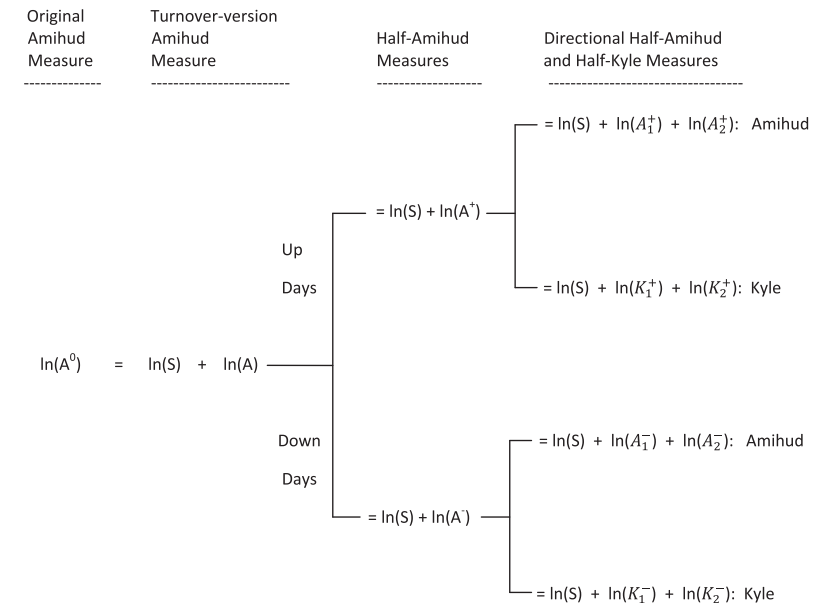 Original
Amihud
Measure
--------------
Turnover-version
Amihud
Measure
-------------------------
Half-Amihud
Measures
-------------------
Directional Half-Amihud
and Half-Kyle Measures
-----------------------------------
= ln(S) + ln(A₁⁺) + ln(A₂⁺): Amihud
= ln(S) + ln(A⁺)
Up
Days
= ln(S) + ln(K₁⁺) + ln(K₂⁺): Kyle
ln(A⁰) = ln(S) + ln(A)
Down
Days
= ln(S) + ln(A₁⁻) + ln(A₂⁻): Amihud
= ln(S) + ln(A⁻)
= ln(S) + ln(K₁⁻) + ln(K₂⁻): Kyle